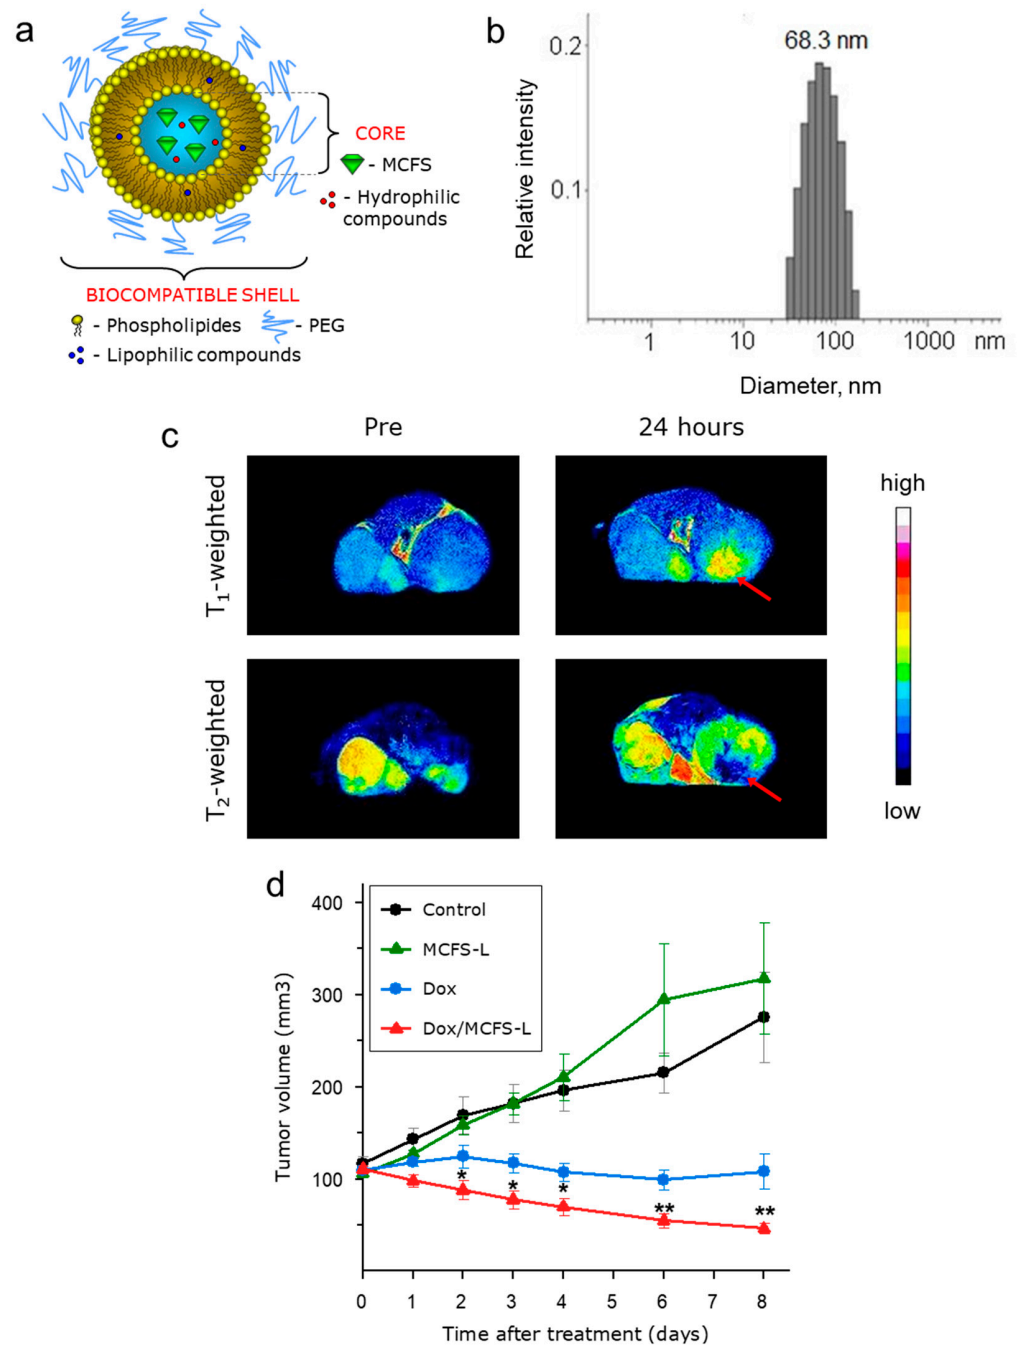 a
CORE
- MCFS
- Hydrophilic
compounds
BIOCOMPATIBLE SHELL
- Phospholipides
- PEG
- Lipophilic compounds
b
68.3 nm
Relative intensity
0.2
0.1
1
10
100
1000
nm
Diameter, nm
c
Pre
24 hours
T1-weighted
T2-weighted
high
low
d
Tumor volume (mm3)
400
300
200
100
Control
MCFS-L
Dox
Dox/MCFS-L
*
*
*
**
**
0 1 2 3 4 5 6 7 8
Time after treatment (days)